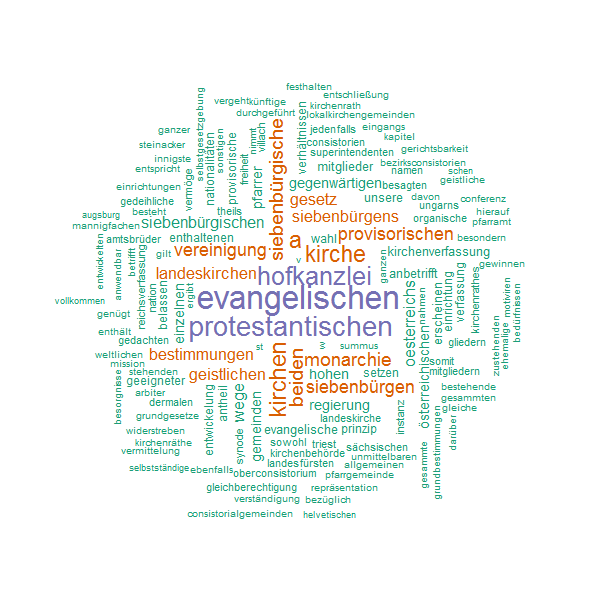 festhalten
entschließung
vergeht künftige kirchenrath
durchgeführt lokalkirchengemeinden
selbstgesetzgebung
ganzer
nationalitäten
sonstigen
provisorische
freiheit
nimmt
villach
siebenbürgische
verhältnissen
jedenfalls eingangs
steinacker
consistorien kapitel
superintendenten gerichtsbarkeit
innigste
bezirksconsistorien
entspricht
vermöge
pfarrer
mitglieder namen schen
gegenwärtigen besagten geistliche
einrichtungen
gedeihliche
gesetz unsere davon conferenz
besteht theils siebenbürgens ungarns hierauf
augsburg
mannigfachen siebenbürgischen organische pfarramt
amtsbrüder enthaltenen a wahl provisorischen besondern
entwickelten
anwendbar
betrifft
reichsverfassung
gilt vereinigung kirche kirchenverfassung
v
ganzen
nation
belassen
ergibt
landeskirchen hofkanzlei anbetrifft gewinnen
vollkommen
evangelischen
oesterreichs
nahmen
erscheinen
einrichtung
verfassung
kirchenrathes
zustehenden
ehemalige
motiviren
bedürfnissen
genügt
einzelnen
protestantischen
enthält
gedachten
österreichischen
gliedern
weltlichen bestimmungen st kirchen beiden w summus
monarchie somit
mission
stehenden geistlichen hohen setzen mitgliedern
besorgnisse
geeigneter siebenbürgen bestehende
arbiter
dermalen
antheil
wege
regierung gesammten
grundgesetze
entwickelung
gemeinden
landeskirche
instanz
gleiche
widerstreben
synode
evangelische prinzip
darüber
kirchenräthe sowohl triest sächsischen
vermittelung kirchenbehörde unmittelbaren
selbstständige ebenfalls landesfürsten allgemeinen
gesammte
grundbestimmungen
oberconsistorium pfarrgemeinde
gleichberechtigung repräsentation
verständigung bezüglich
consistorialgemeinden helvetischen